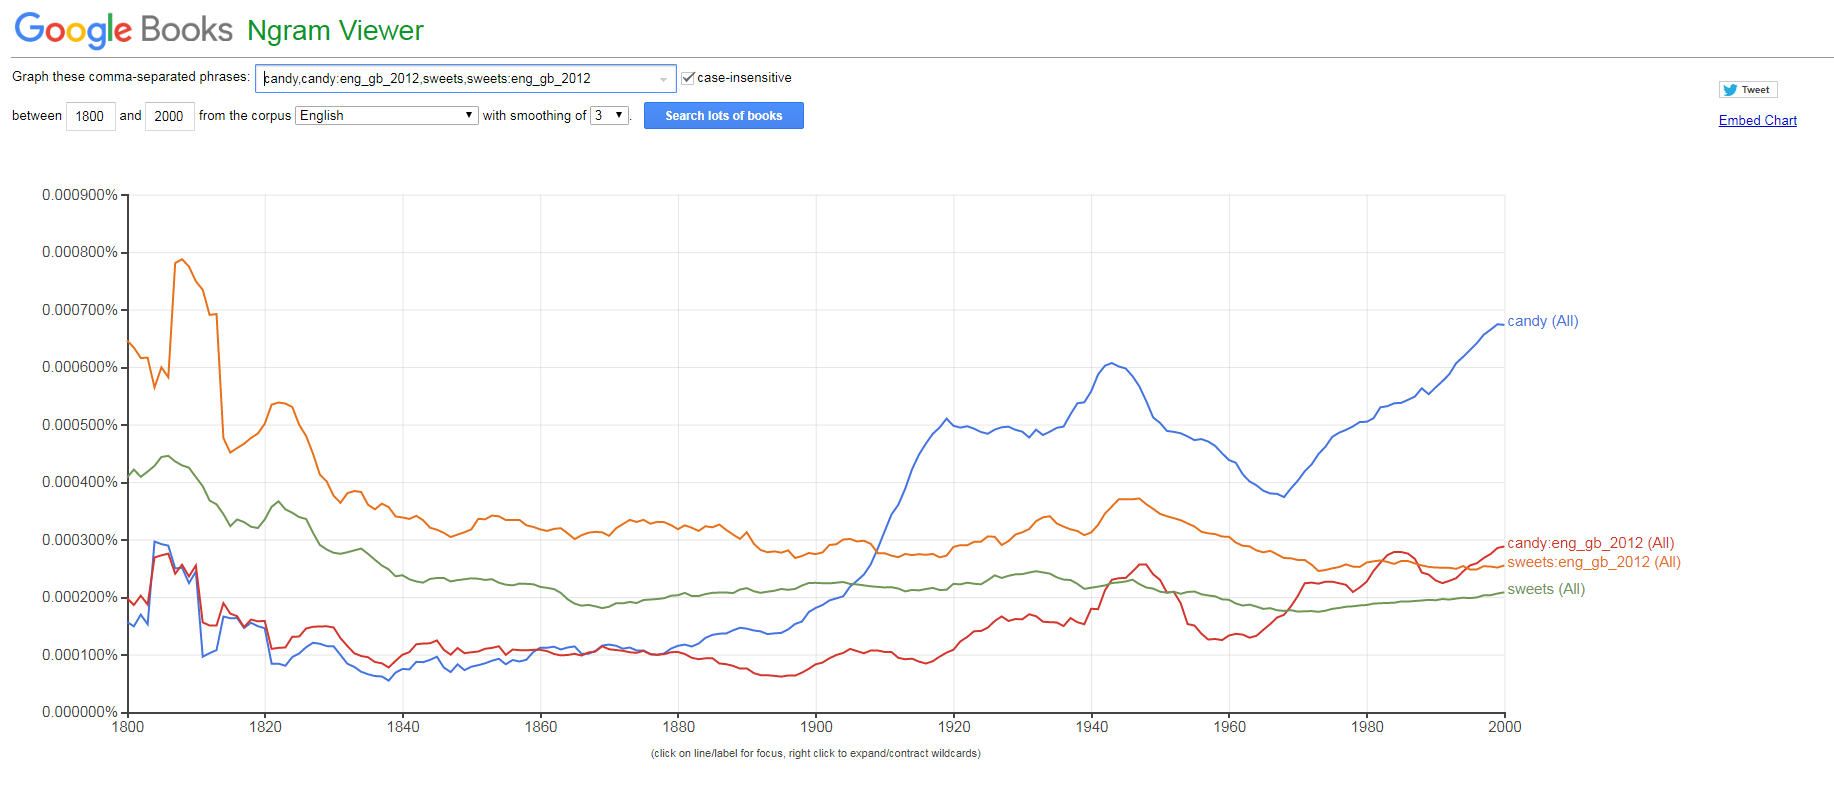 Google Books Ngram Viewer
Graph these comma-separated phrases: candy,candy:eng_gb_2012,sweets,sweets:eng_gb_2012 case-insensitive
Tweet
between 1800 and 2000 from the corpus English with smoothing of 3 . Search lots of books
Embed Chart
0.000900%
0.000800%
0.000700%
candy (All)
0.000600%
0.000500%
0.000400%
0.000300%
candy:eng_gb_2012 (All)
sweets:eng_gb_2012 (All)
0.000200%
sweets (All)
0.000100%
0.000000%
1800 1820 1840 1860 1880 1900 1920 1940 1960 1980 2000
(click on line/label for focus, right click to expand/contract wildcards)